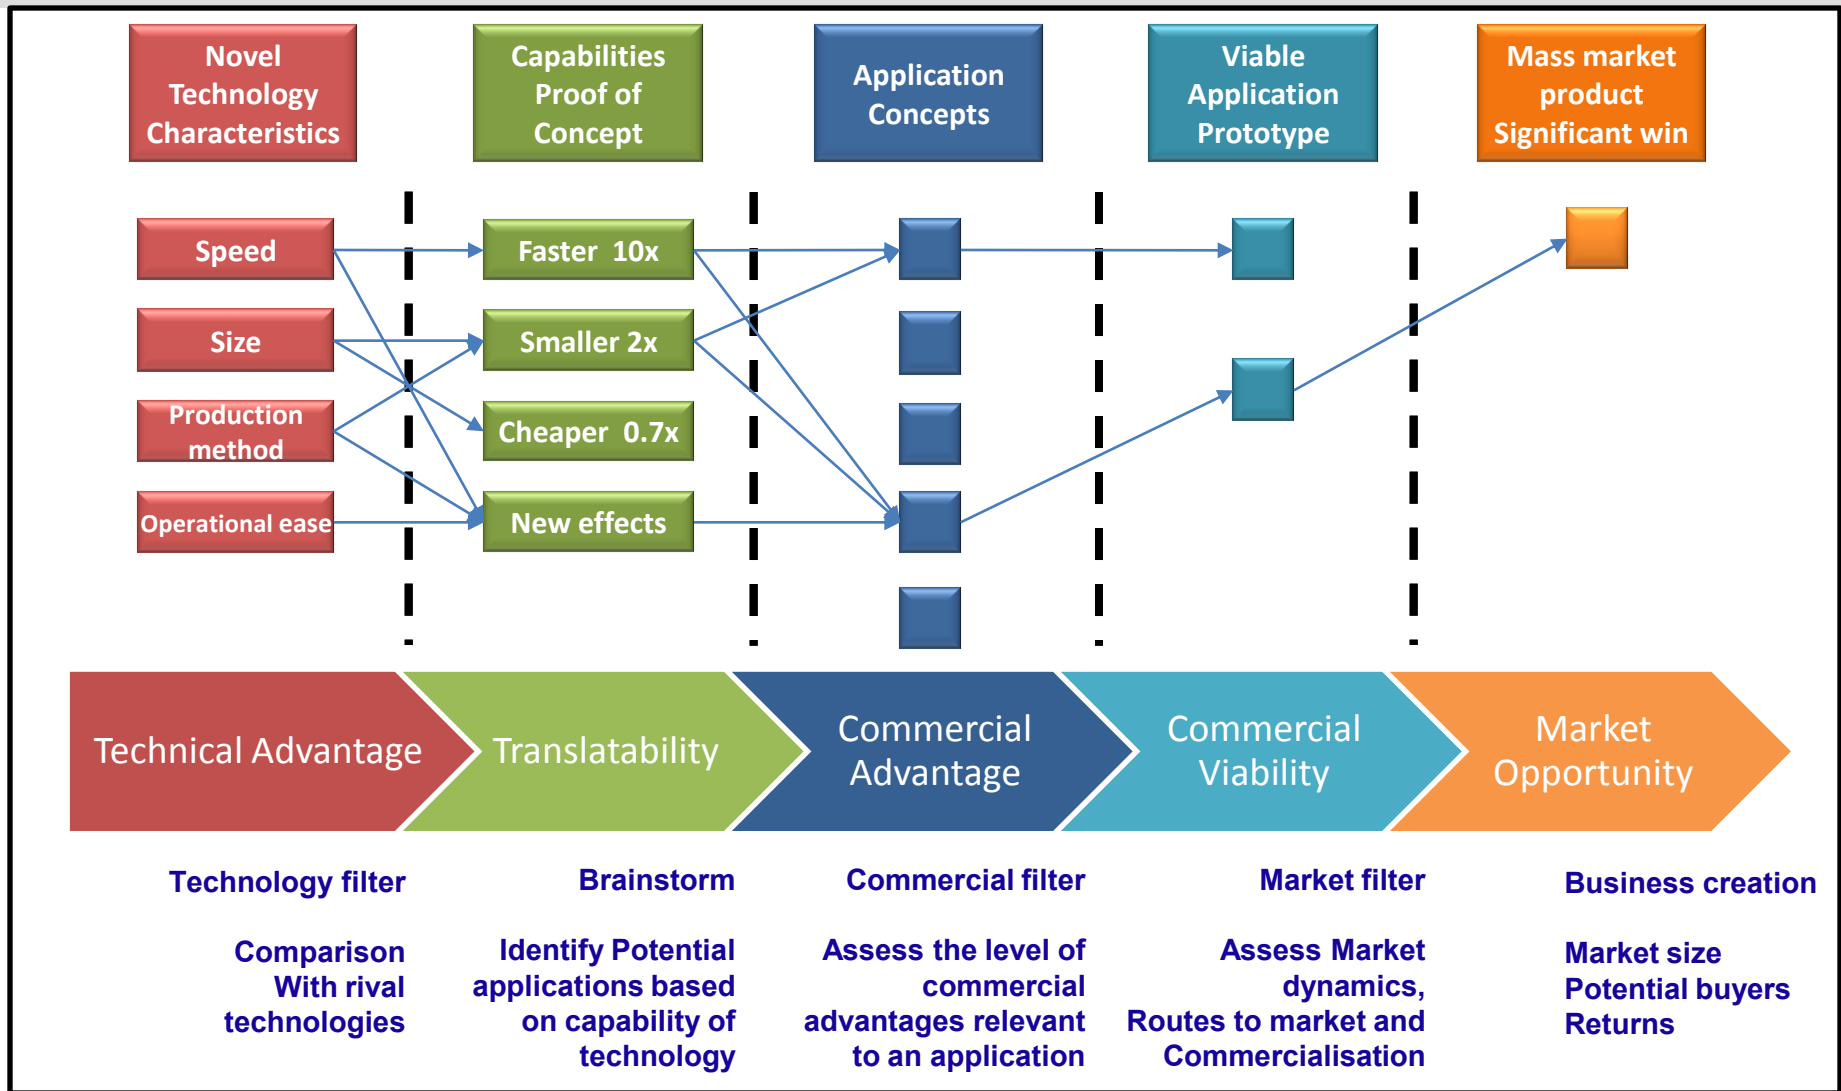 Novel
Technology
Characteristics
Capabilities
Proof of
Concept
Application
Concepts
Viable
Application
Prototype
Mass market
product
Significant win
Speed
Size
Production
method
Operational ease
Faster  10x
Smaller 2x
Cheaper  0.7x
New effects
Technical Advantage
Translatability
Commercial
Advantage
Commercial
Viability
Market
Opportunity
Technology filter
Comparison
With rival
technologies
Brainstorm
Identify Potential
applications based
on capability of
technology
Commercial filter
Assess the level of
commercial
advantages relevant
to an application
Market filter
Assess Market
dynamics,
Routes to market and
Commercialisation
Business creation
Market size
Potential buyers
Returns